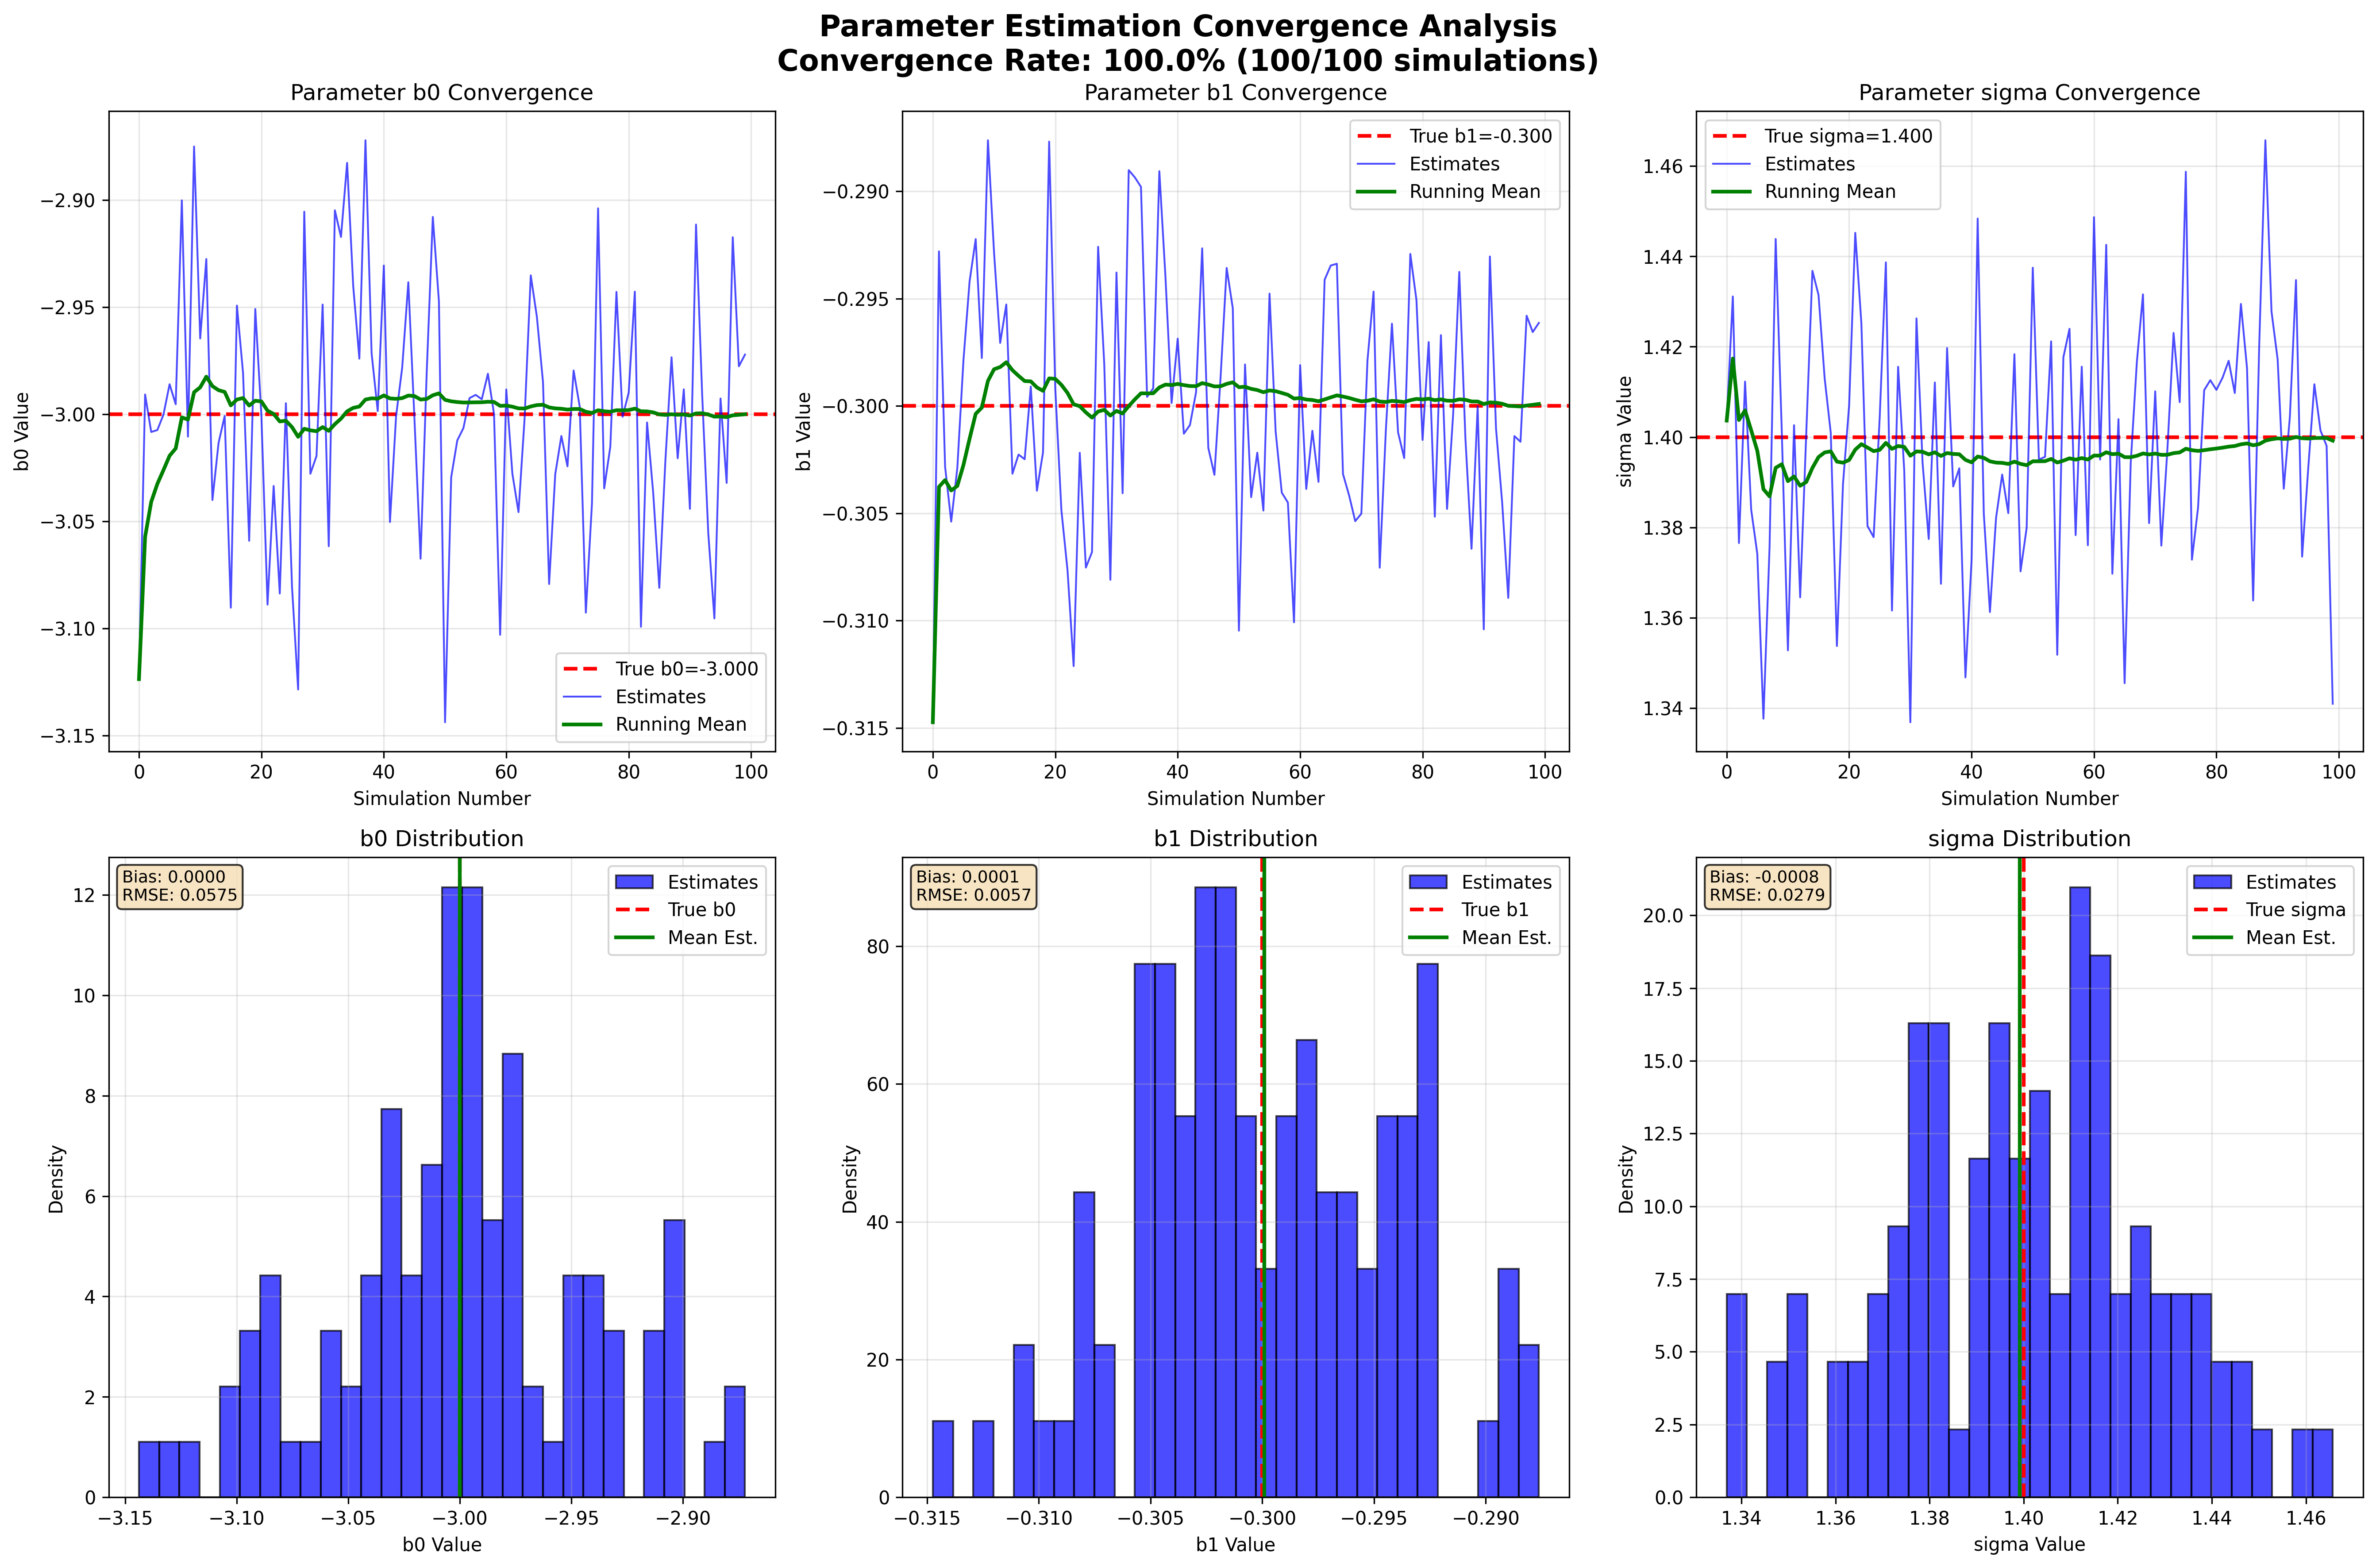 Parameter Estimation Convergence Analysis
Convergence Rate: 100.0% (100/100 simulations)
Parameter b0 Convergence
b0 Value
−2.90
−2.95
−3.00
−3.05
−3.10
−3.15
True b0=-3.000
Estimates
Running Mean
0 20 40 60 80 100
Simulation Number
Parameter b1 Convergence
b1 Value
−0.290
−0.295
−0.300
−0.305
−0.310
−0.315
True b1=-0.300
Estimates
Running Mean
0 20 40 60 80 100
Simulation Number
Parameter sigma Convergence
sigma Value
1.46
1.44
1.42
1.40
1.38
1.36
1.34
True sigma=1.400
Estimates
Running Mean
0 20 40 60 80 100
Simulation Number
b0 Distribution
Density
12
10
8
6
4
2
0
Bias: 0.0000
RMSE: 0.0575
Estimates
True b0
Mean Est.
−3.15 −3.10 −3.05 −3.00 −2.95 −2.90
b0 Value
b1 Distribution
Density
80
60
40
20
0
Bias: 0.0001
RMSE: 0.0057
Estimates
True b1
Mean Est.
−0.315 −0.310 −0.305 −0.300 −0.295 −0.290
b1 Value
sigma Distribution
Density
20.0
17.5
15.0
12.5
10.0
7.5
5.0
2.5
0.0
Bias: -0.0008
RMSE: 0.0279
Estimates
True sigma
Mean Est.
1.34 1.36 1.38 1.40 1.42 1.44 1.46
sigma Value